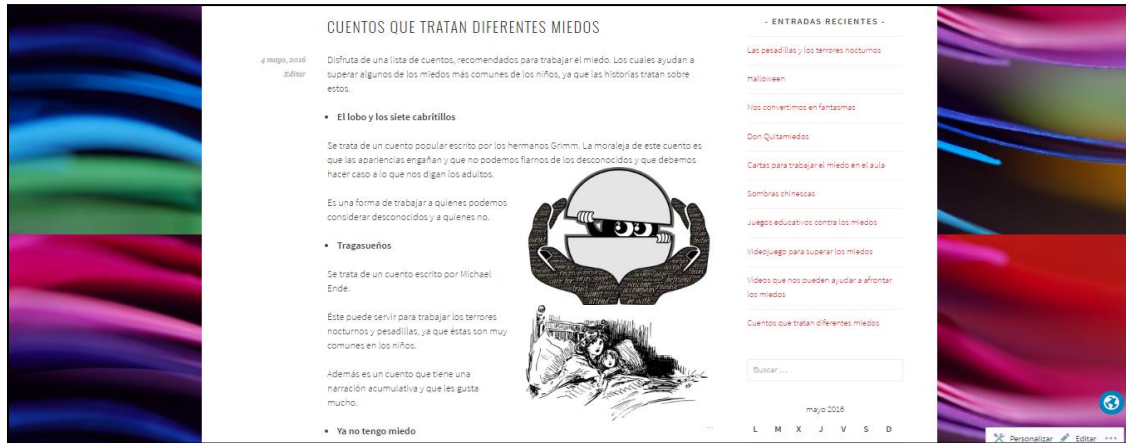 CUENTOS QUE TRATAN DIFERENTES MIEDOS
4 mayo, 2016
Editar
Disfruta de una lista de cuentos, recomendados para trabajar el miedo. Los cuales ayudan a
superar algunos de los miedos más comunes de los niños, ya que las historias tratan sobre
estos.
• El lobo y los siete cabritillos
Se trata de un cuento popular escrito por los hermanos Grimm. La moraleja de este cuento es
que las apariencias engañan y que no podemos fiarnos de los desconocidos y que debemos
hacer caso a lo que nos digan los adultos.
Es una forma de trabajar a quienes podemos
considerar desconocidos y a quienes no.
• Tragasueños
Se trata de un cuento escrito por Michael
Ende.
Este puede servir para trabajar los terrores
nocturnos y pesadillas, ya que éstas son muy
comunes en los niños.
Además es un cuento que tiene una
narración acumulativa y que les gusta
mucho.
• Ya no tengo miedo
- ENTRADAS RECIENTES -
Las pesadillas y los terrores nocturnos
Halloween
Nos convertimos en fantasmas
Don Quitamiedos
Cartas para trabajar el miedo en el aula
Sombras chinescas
Juegos educativos contra los miedos
Videojuego para superar los miedos
Videos que nos pueden ayudar a afrontar
los miedos
Cuentos que tratan diferentes miedos
Buscar …
mayo 2016
L M X J V S D
Personalizar Editar ...